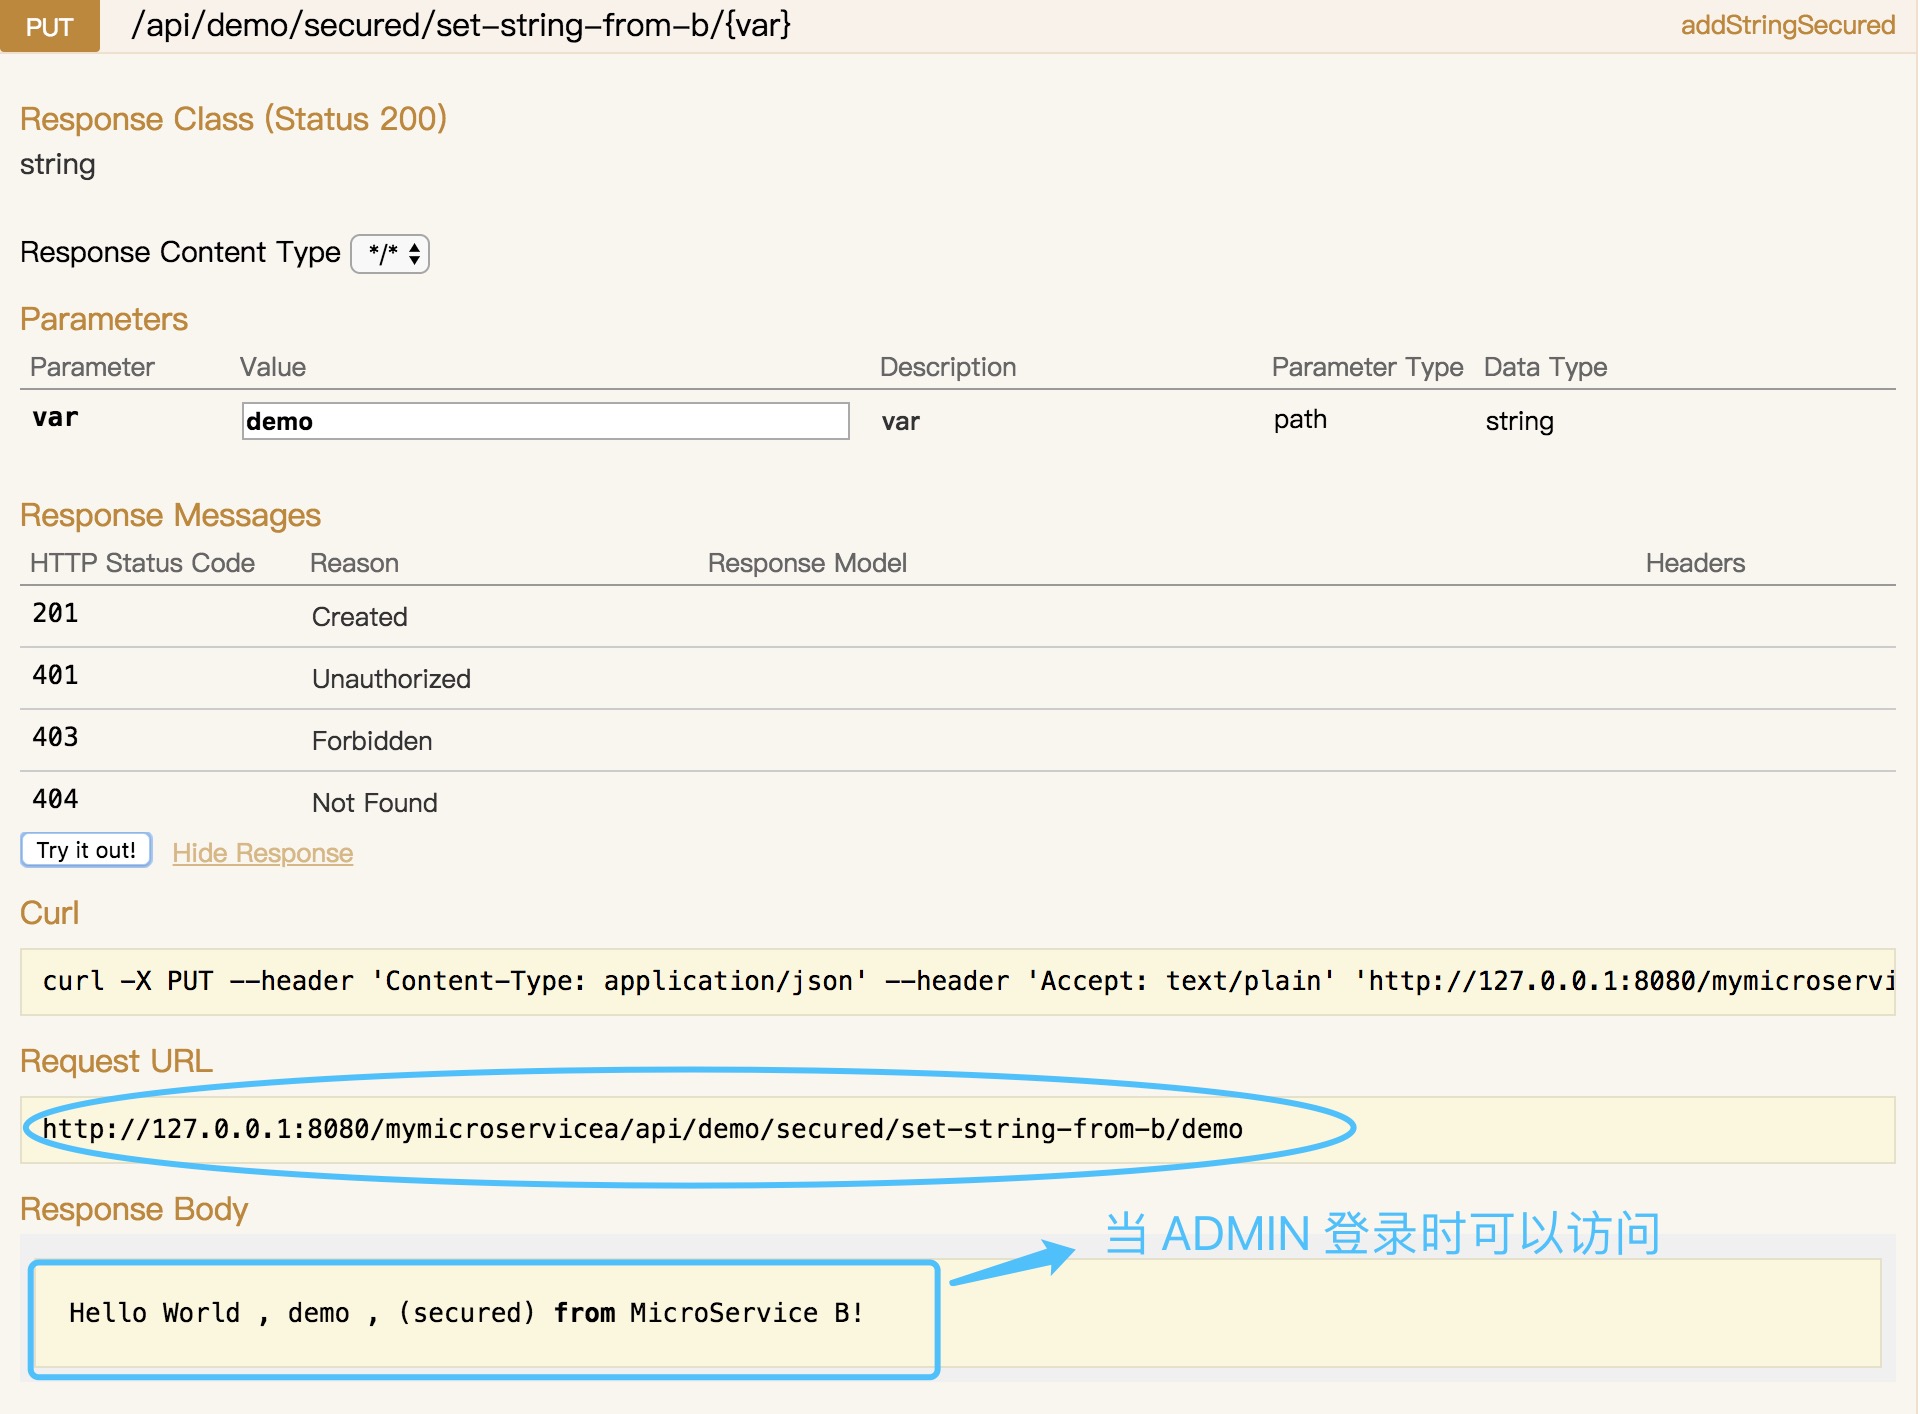 PUT /api/demo/secured/set-string-from-b/{var} addStringSecured
Response Class (Status 200)
string
Response Content Type */*
Parameters
Parameter Value Description Parameter Type Data Type
var demo var path string
Response Messages
HTTP Status Code Reason Response Model Headers
201 Created
401 Unauthorized
403 Forbidden
404 Not Found
Try it out! Hide Response
Curl
curl -X PUT --header 'Content-Type: application/json' --header 'Accept: text/plain' 'http://127.0.0.1:8080/mymicroservi
Request URL
http://127.0.0.1:8080/mymicroservicea/api/demo/secured/set-string-from-b/demo
Response Body
当 ADMIN 登录时可以访问
Hello World , demo , (secured) from MicroService B!